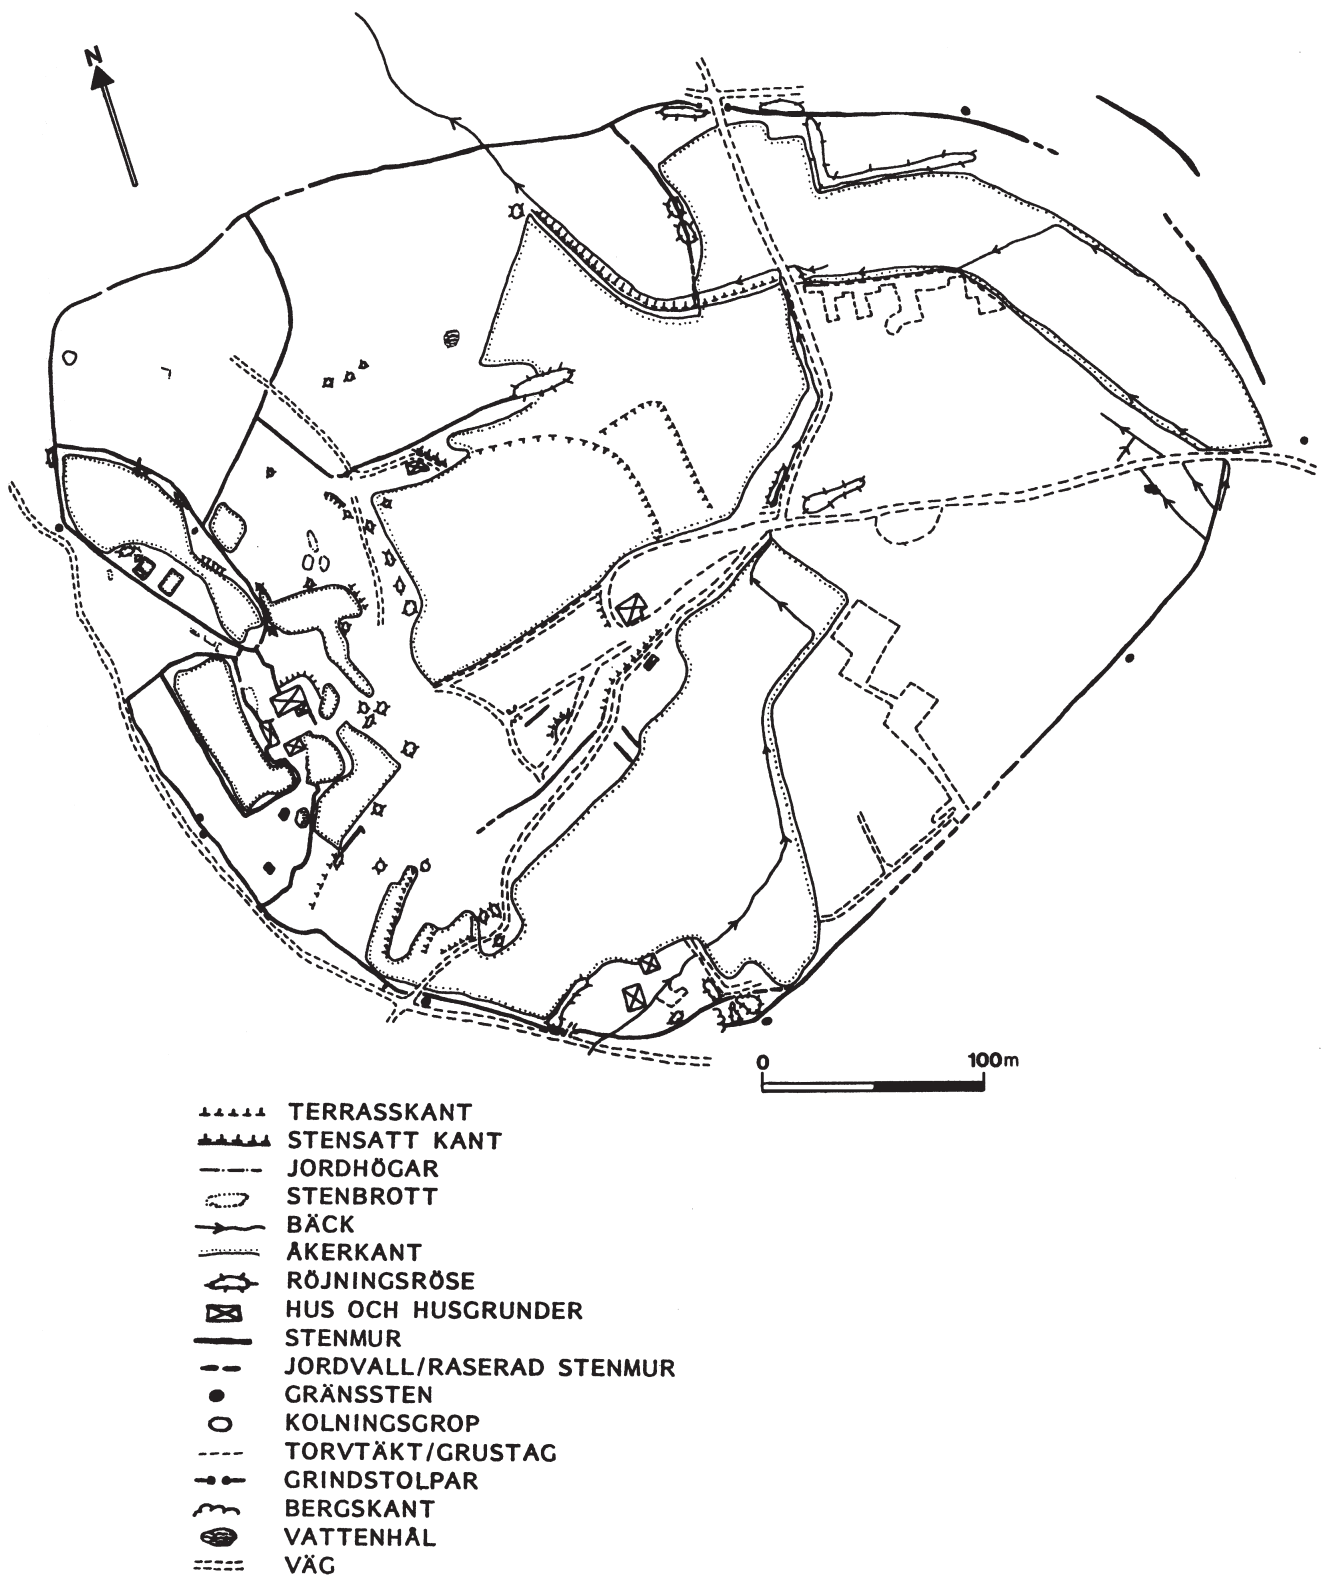 N
0 100m
TERRASSKANT
STENSATT KANT
JORDHÖGAR
STENBROTT
BÄCK
ÅKERKANT
RÖJNINGSRÖSE
HUS OCH HUSGRUNDER
STENMUR
JORDVALL/RASERAD STENMUR
GRÄNSSTEN
KOLNINGSGROP
TORVTÄKT/GRUSTAG
GRINDSTOLPAR
BERGSKANT
VATTENHÅL
VÄG